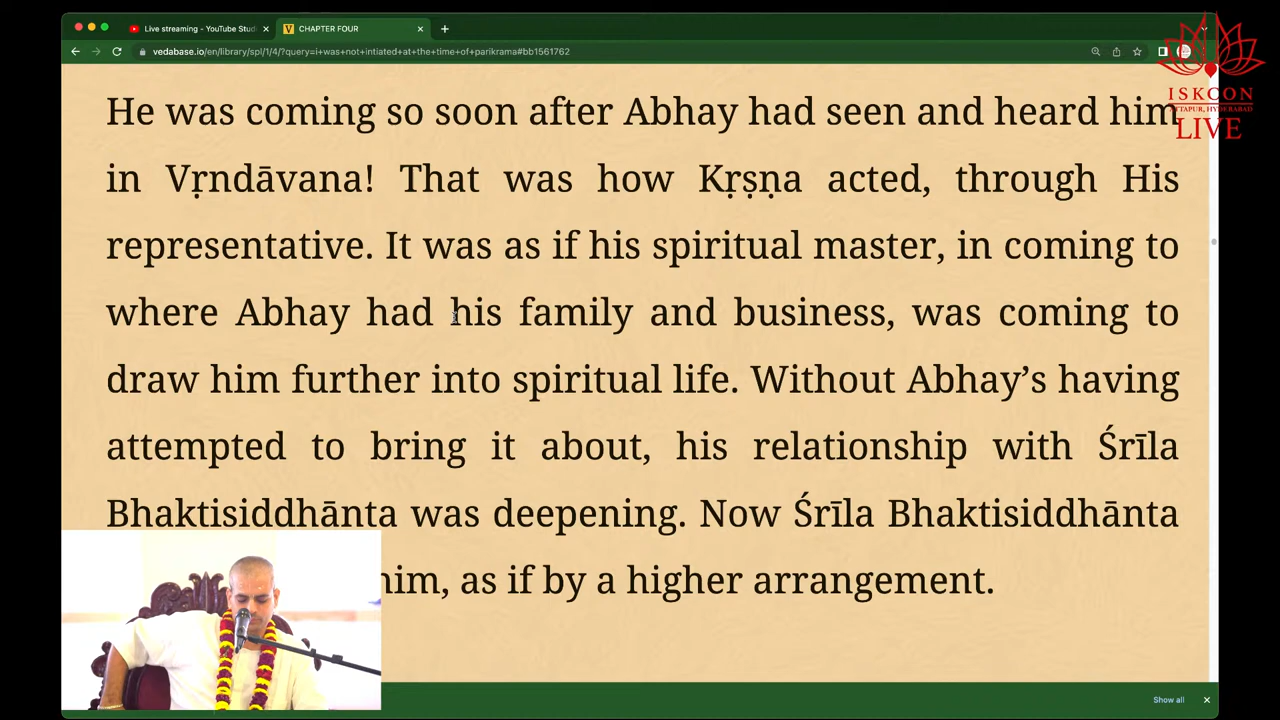 Live streaming - YouTube Stud
CHAPTER FOUR
vedabase.io/en/library/spl/1/4/?query=i+was+not+intiated+at+the+time+of+parikrama#bb1561762
ISKCON
HYDERABAD
LIVE
He was coming so soon after Abhay had seen and heard him
in Vṛndāvana! That was how Kṛṣṇa acted, through His
representative. It was as if his spiritual master, in coming to
where Abhay had his family and business, was coming to
draw him further into spiritual life. Without Abhay’s having
attempted to bring it about, his relationship with Śrīla
Bhaktisiddhānta was deepening. Now Śrīla Bhaktisiddhānta
him, as if by a higher arrangement.
Show all